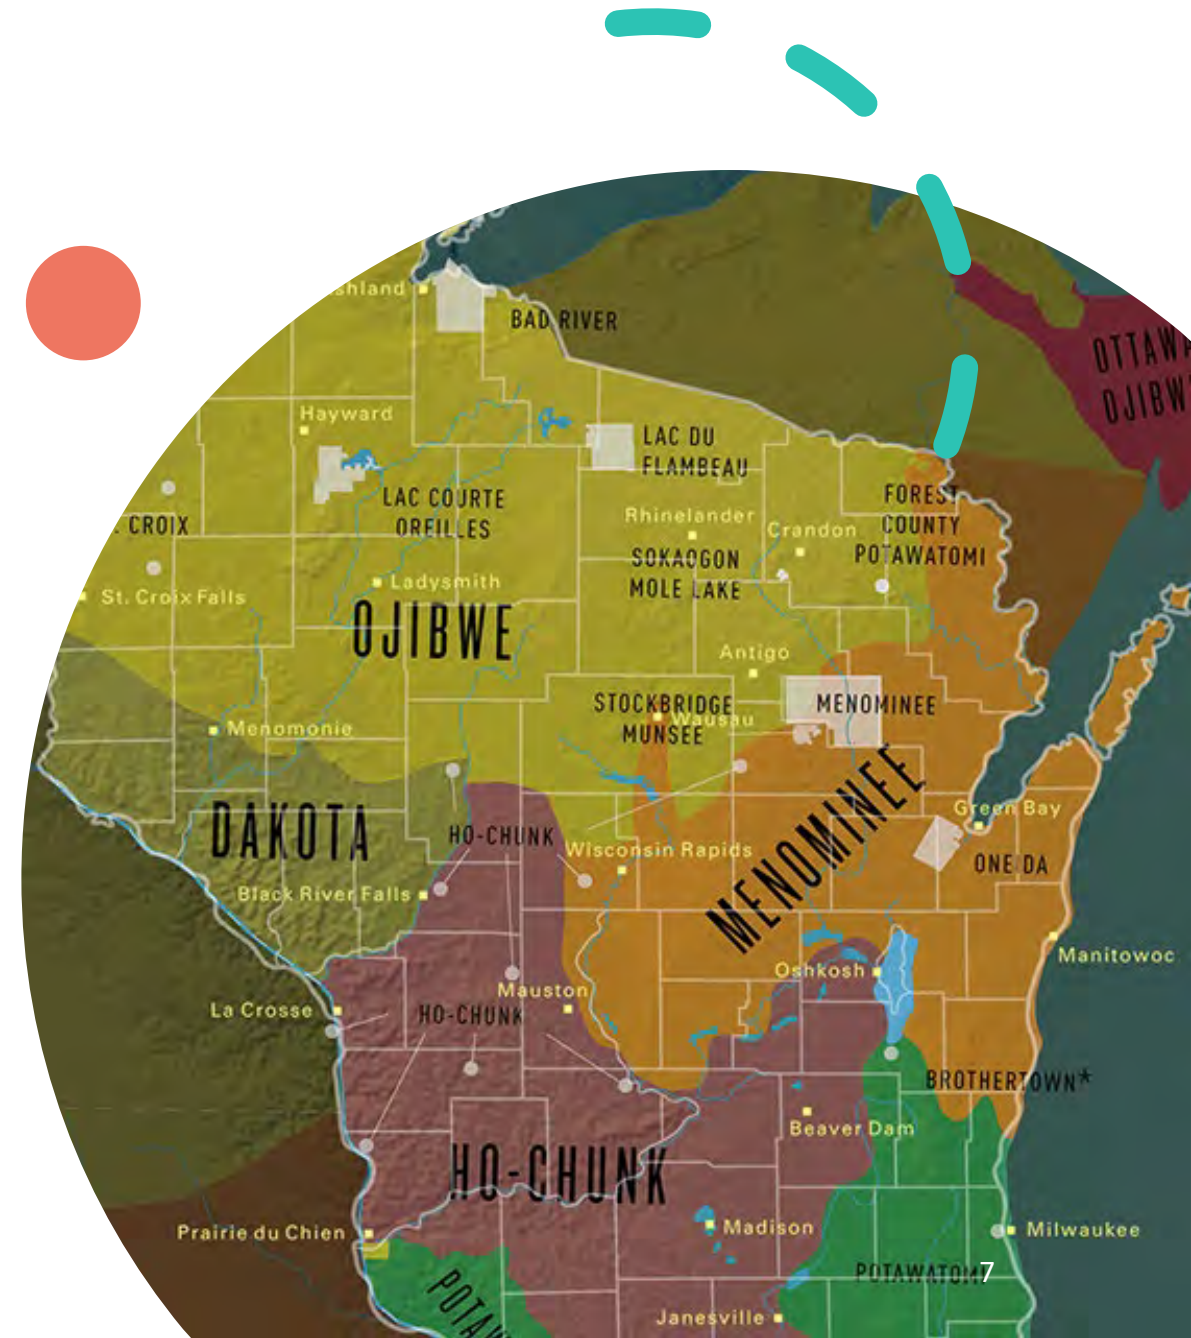 shland
BAD RIVER
OTTAWA
OJIBW
Hayward
LAC DU
FLAMBEAU
LAC COURTE
OREILLES
. CROIX
FOREST
COUNTY
POTAWATOMI
Rhinelander
Crandon
SOKAOGON
MOLE LAKE
St. Croix Falls
Ladysmith
OJIBWE
Antigo
STOCKBRIDGE
MUNSEE
Wausau
MENOMINEE
Menomonie
DAKOTA
HO-CHUNK
Wisconsin Rapids
MENOMINEE
Green Bay
ONEIDA
Black River Falls
Manitowoc
Oshkosh
Mauston
La Crosse
HO-CHUNK
BROTHERTOWN*
Beaver Dam
HO-CHUNK
Prairie du Chien
Madison
Milwaukee
POTAWATOMI
7
POTAW
Janesville